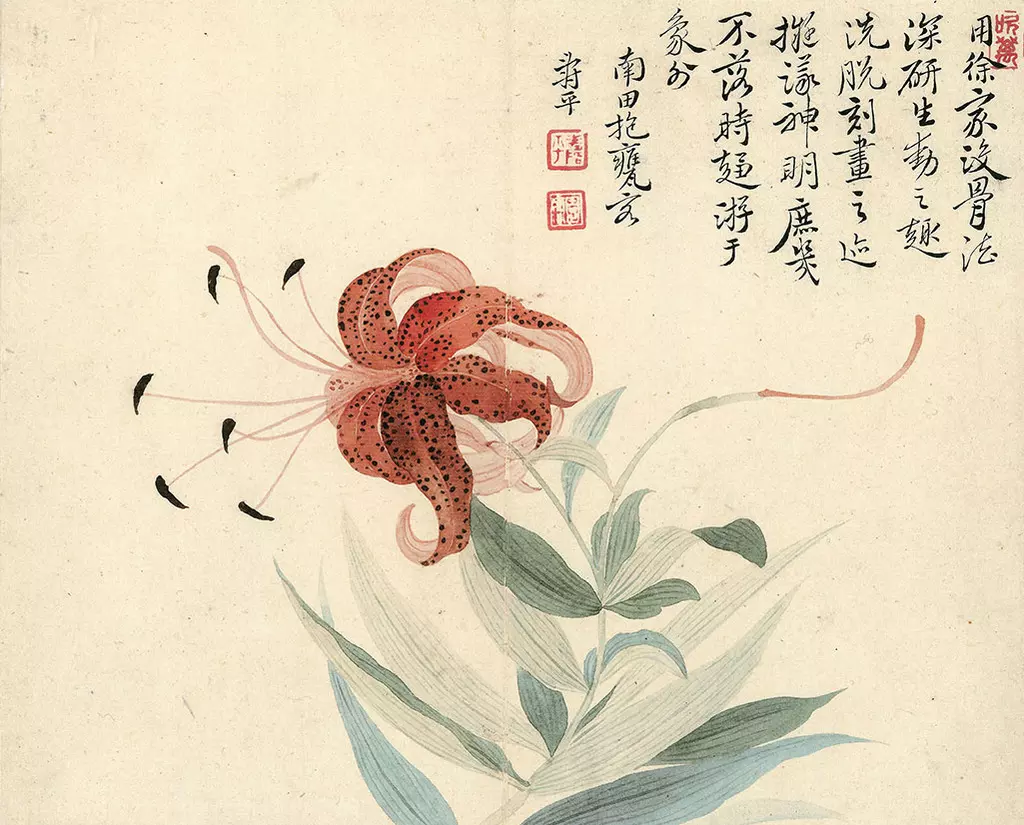 用徐家没骨法
深研生動之趣
洗脱刻畫之迹
擬議神明庶幾
不落時趨游于
象外
南田抱甕客
壽平